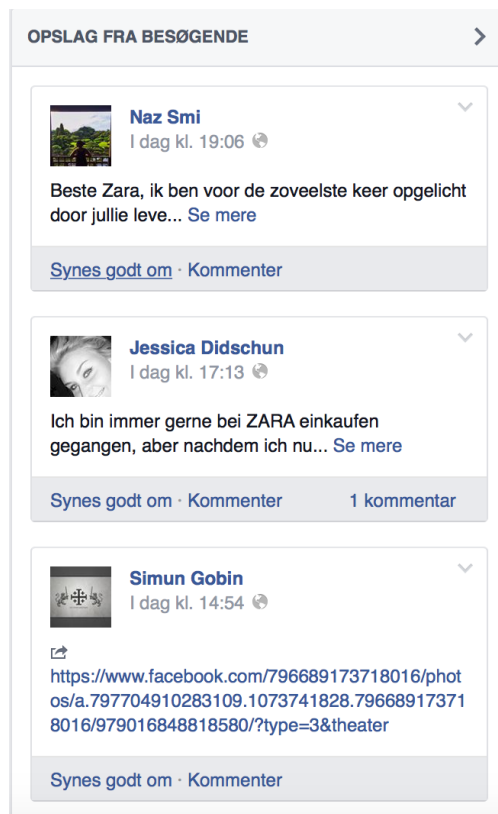 OPSLAG FRA BESØGENDE
Naz Smi
I dag kl. 19:06
Beste Zara, ik ben voor de zoveelste keer opgelicht
door jullie leve... Se mere
Synes godt om · Kommenter
Jessica Didschun
I dag kl. 17:13
Ich bin immer gerne bei ZARA einkaufen
gegangen, aber nachdem ich nu... Se mere
Synes godt om · Kommenter 1 kommentar
Simun Gobin
I dag kl. 14:54
https://www.facebook.com/796689173718016/phot
os/a.797704910283109.1073741828.79668917371
8016/979016848818580/?type=3&theater
Synes godt om · Kommenter